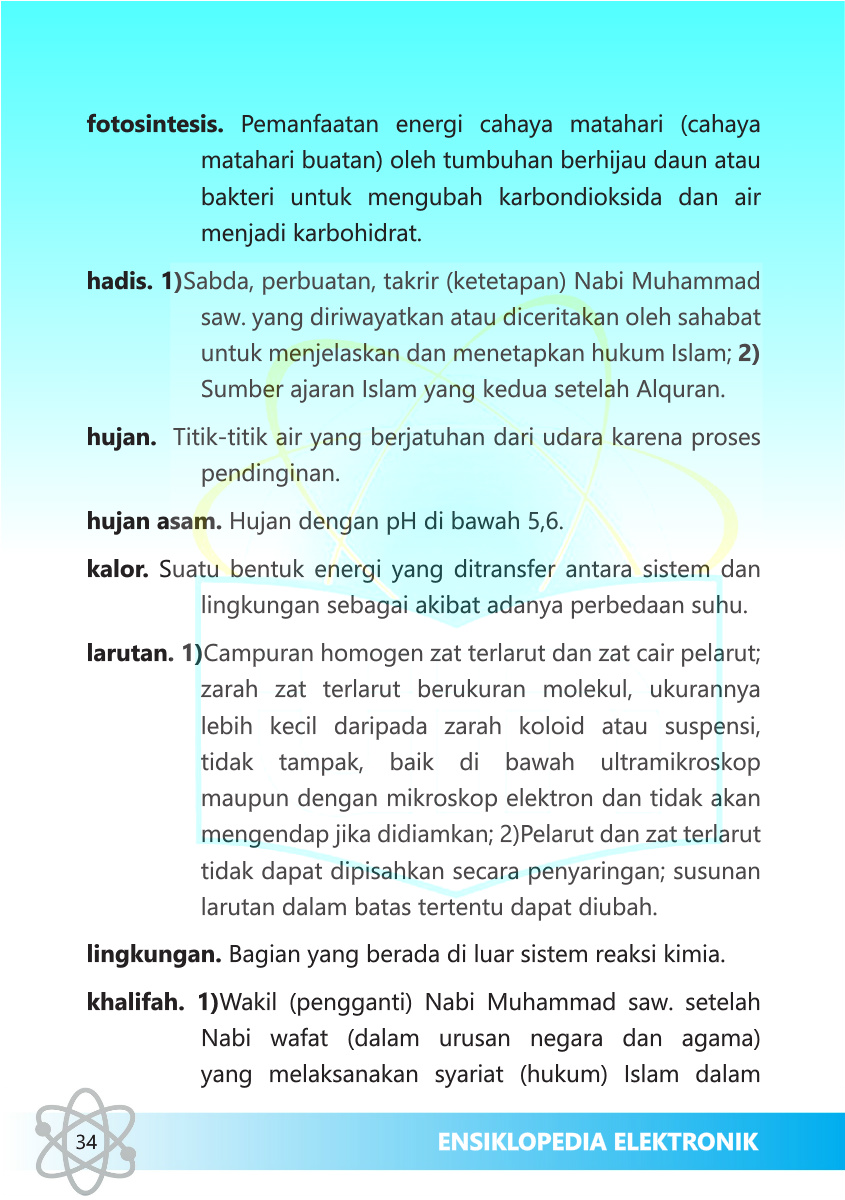 fotosintesis. Pemanfaatan energi cahaya matahari (cahaya
matahari buatan) oleh tumbuhan berhijau daun atau
bakteri untuk mengubah karbondioksida dan air
menjadi karbohidrat.
hadis. 1)Sabda, perbuatan, takrir (ketetapan) Nabi Muhammad
saw. yang diriwayatkan atau diceritakan oleh sahabat
untuk menjelaskan dan menetapkan hukum Islam; 2)
Sumber ajaran Islam yang kedua setelah Alquran.
hujan. Titik-titik air yang berjatuhan dari udara karena proses
pendinginan.
hujan asam. Hujan dengan pH di bawah 5,6.
kalor. Suatu bentuk energi yang ditransfer antara sistem dan
lingkungan sebagai akibat adanya perbedaan suhu.
larutan. 1)Campuran homogen zat terlarut dan zat cair pelarut;
zarah zat terlarut berukuran molekul, ukurannya
lebih kecil daripada zarah koloid atau suspensi,
tidak tampak, baik di bawah ultramikroskop
maupun dengan mikroskop elektron dan tidak akan
mengendap jika didiamkan; 2)Pelarut dan zat terlarut
tidak dapat dipisahkan secara penyaringan; susunan
larutan dalam batas tertentu dapat diubah.
lingkungan. Bagian yang berada di luar sistem reaksi kimia.
khalifah. 1)Wakil (pengganti) Nabi Muhammad saw. setelah
Nabi wafat (dalam urusan negara dan agama)
yang melaksanakan syariat (hukum) Islam dalam
34
ENSIKLOPEDIA ELEKTRONIK